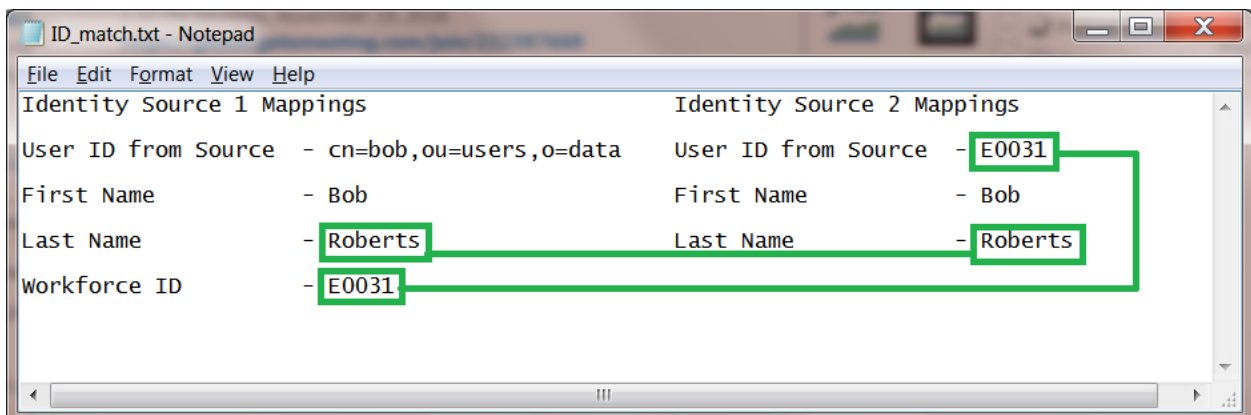 ID_match.txt - Notepad
File Edit Format View Help
Identity Source 1 Mappings Identity Source 2 Mappings
User ID from Source - cn=bob,ou=users,o=data User ID from Source - E0031
First Name - Bob First Name - Bob
Last Name - Roberts Last Name - Roberts
Workforce ID - E0031